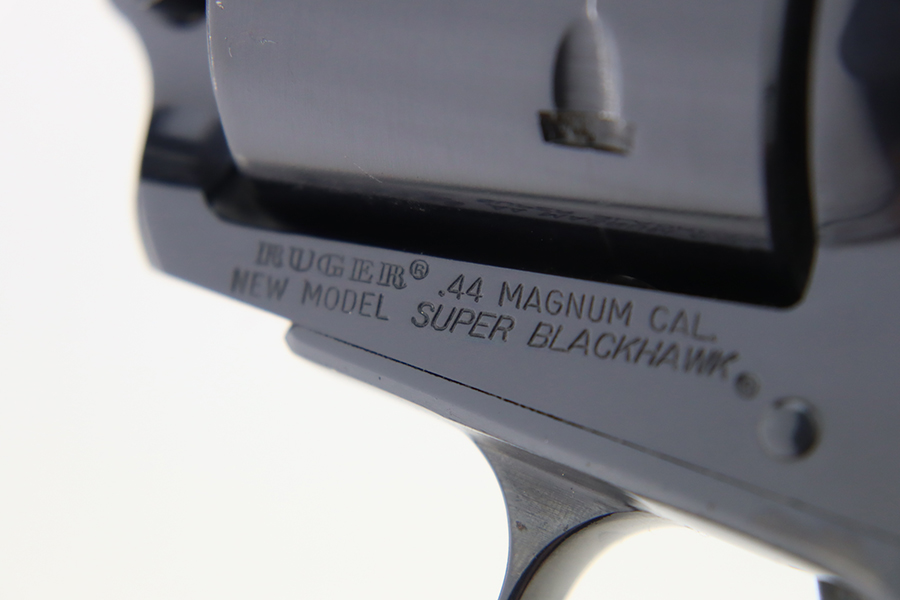 RUGER® .44 MAGNUM CAL.
NEW MODEL SUPER BLACKHAWK®